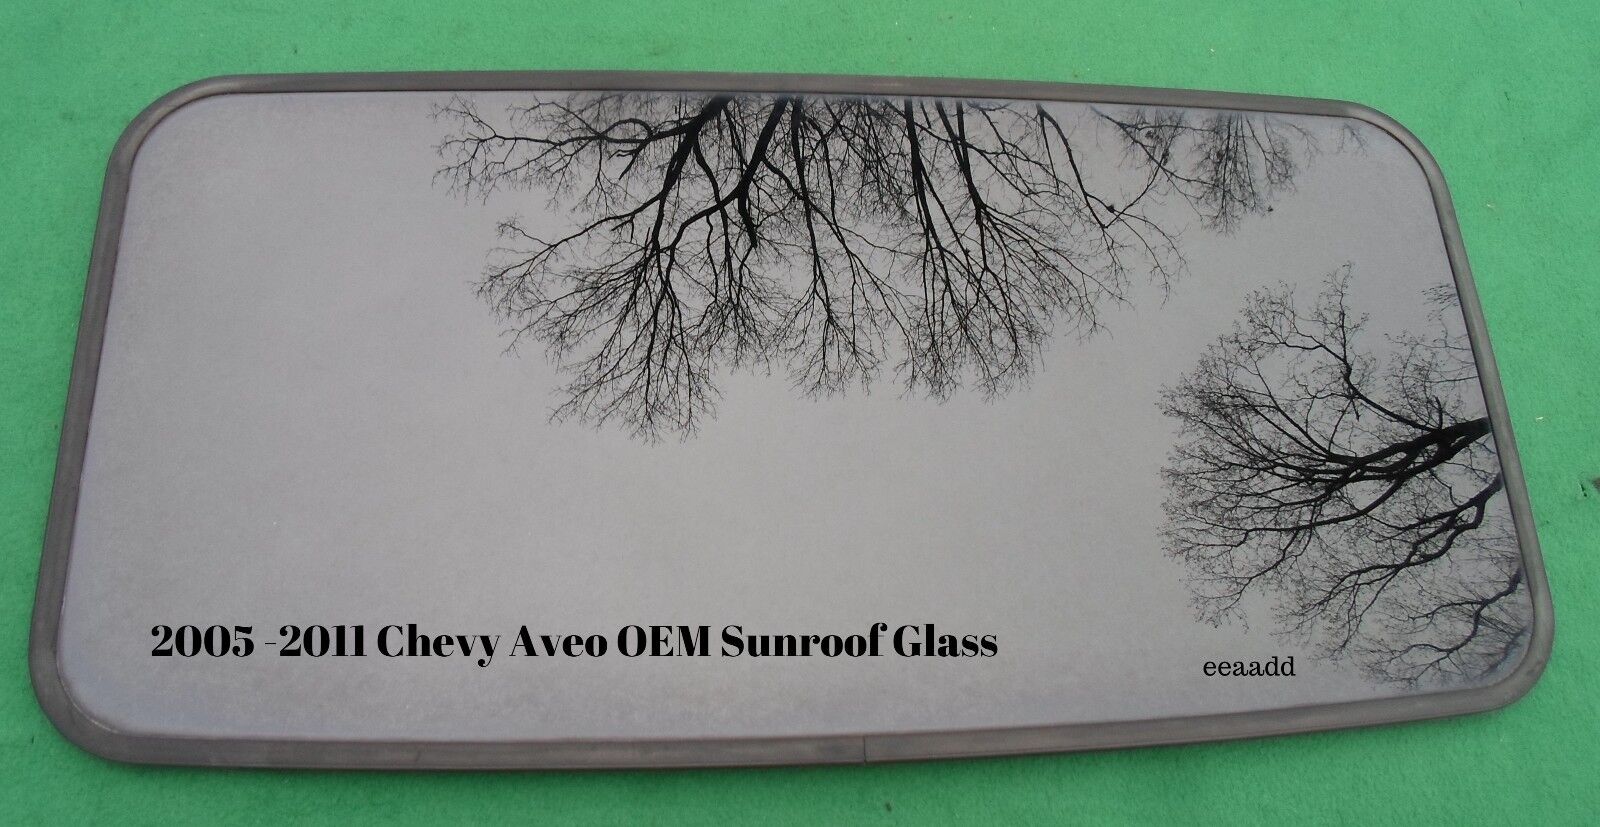 2005 -2011 Chevy Aveo OEM Sunroof Glass
eeaadd